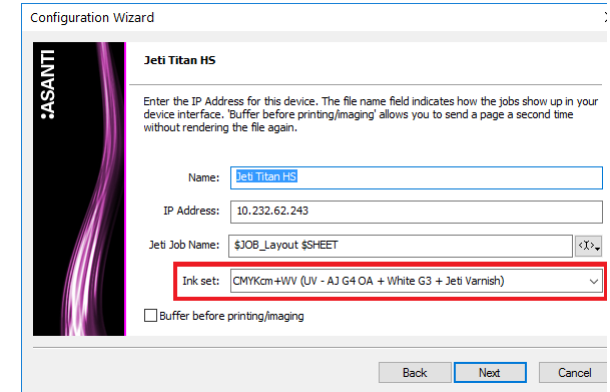 Configuration Wizard
:ASANTI
Jeti Titan HS
Enter the IP Address for this device. The file name field indicates how the jobs show up in your
device interface. 'Buffer before printing/imaging' allows you to send a page a second time
without rendering the file again.
Name: Jeti Titan HS
IP Address: 10.232.62.243
Jeti Job Name: $JOB_Layout $SHEET
Ink set: CMYKcm+WV (UV - AJ G4 OA + White G3 + Jeti Varnish)
Buffer before printing/imaging
Back Next Cancel